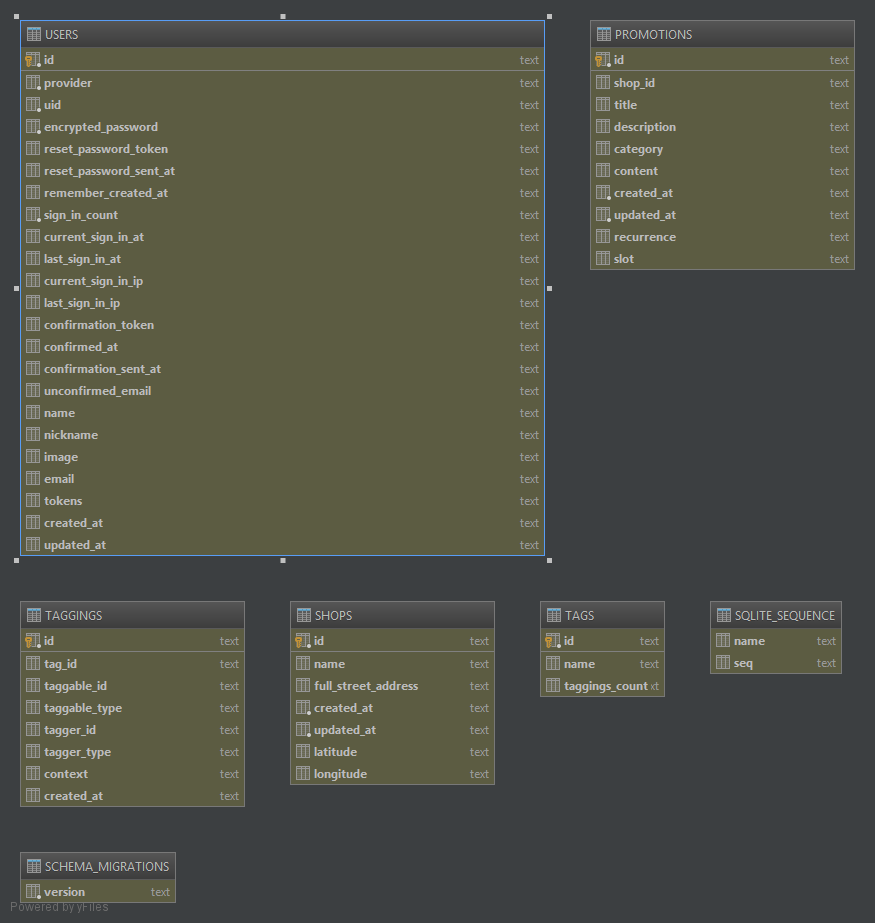 USERS
id text
provider text
uid text
encrypted_password text
reset_password_token text
reset_password_sent_at text
remember_created_at text
sign_in_count text
current_sign_in_at text
last_sign_in_at text
current_sign_in_ip text
last_sign_in_ip text
confirmation_token text
confirmed_at text
confirmation_sent_at text
unconfirmed_email text
name text
nickname text
image text
email text
tokens text
created_at text
updated_at text
PROMOTIONS
id text
shop_id text
title text
description text
category text
content text
created_at text
updated_at text
recurrence text
slot text
TAGGINGS
id text
tag_id text
taggable_id text
taggable_type text
tagger_id text
tagger_type text
context text
created_at text
SHOPS
id text
name text
full_street_address text
created_at text
updated_at text
latitude text
longitude text
TAGS
id text
name text
taggings_count xt
SQLITE_SEQUENCE
name text
seq text
SCHEMA_MIGRATIONS
version text
Powered by yFiles